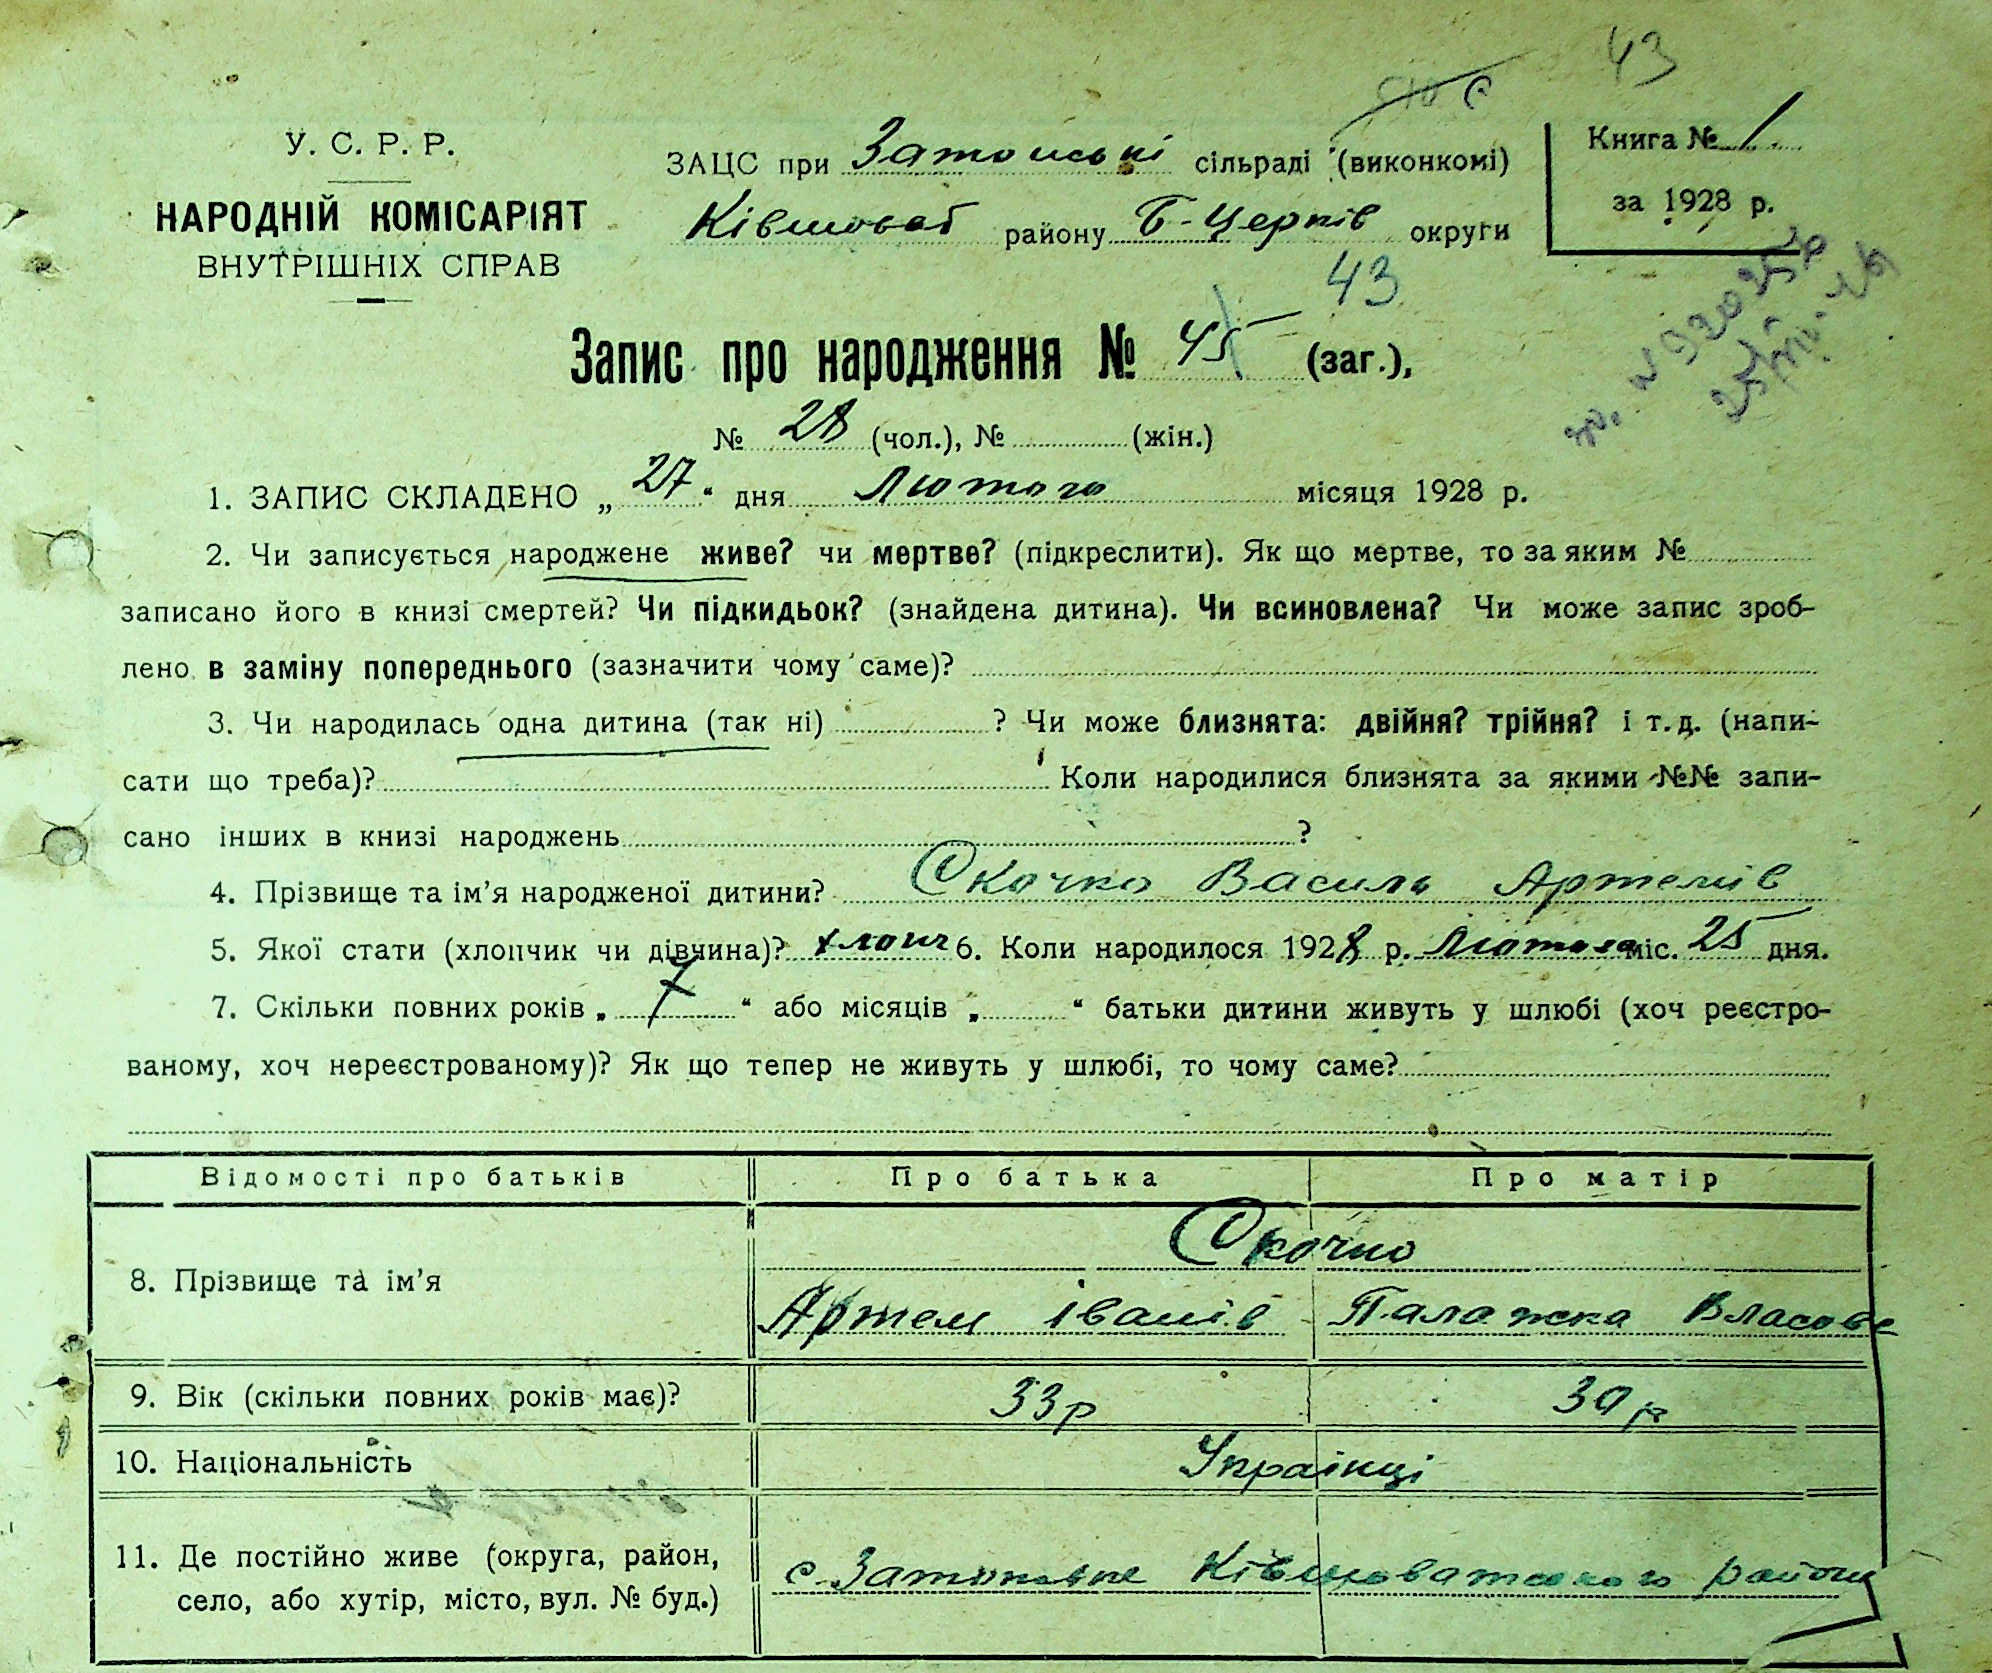 43
У. С. Р. Р.
НАРОДНІЙ КОМІСАРІЯТ
ВНУТРІШНІХ СПРАВ
ЗАЦС при Затонські сільраді (виконкомі)
Ківшоват району Б-Церків округи
Книга № 1.
за 1928 р.
43
Запис про народження № 45 (заг.),
№ 28 (чол.), № (жін.)
1. ЗАПИС СКЛАДЕНО „ 27 “ дня Лютого місяця 1928 р.
2. Чи записується народжене живе? чи мертве? (підкреслити). Як що мертве, то за яким №
записано його в книзі смертей? Чи підкидьок? (знайдена дитина). Чи всиновлена? Чи може запис зроб-
лено в заміну попереднього (зазначити чому саме)?
3. Чи народилась одна дитина (так ні) ? Чи може близнята: двійня? трійня? і т. д. (напи-
сати що треба)? Коли народилися близнята за якими №№ запи-
сано інших в книзі народжень ?
4. Прізвище та ім’я народженої дитини? Скочко Василь Артемів
5. Якої стати (хлопчик чи дівчина)? хлопч 6. Коли народилося 1928 р. Лютого міс. 25 дня.
7. Скільки повних років „ 7 “ або місяців „ “ батьки дитини живуть у шлюбі (хоч реєстро-
ваному, хоч нереєстрованому)? Як що тепер не живуть у шлюбі, то чому саме?
Відомості про батьків Про батька Про матір
Скочко
8. Прізвище та ім’я Артем Іванів Палажка Власова
9. Вік (скільки повних років має)? 33р 30 р
10. Національність Українці
11. Де постійно живе (округа, район, с. Затонське Ківшоватського району
село, або хутір, місто, вул. № буд.)